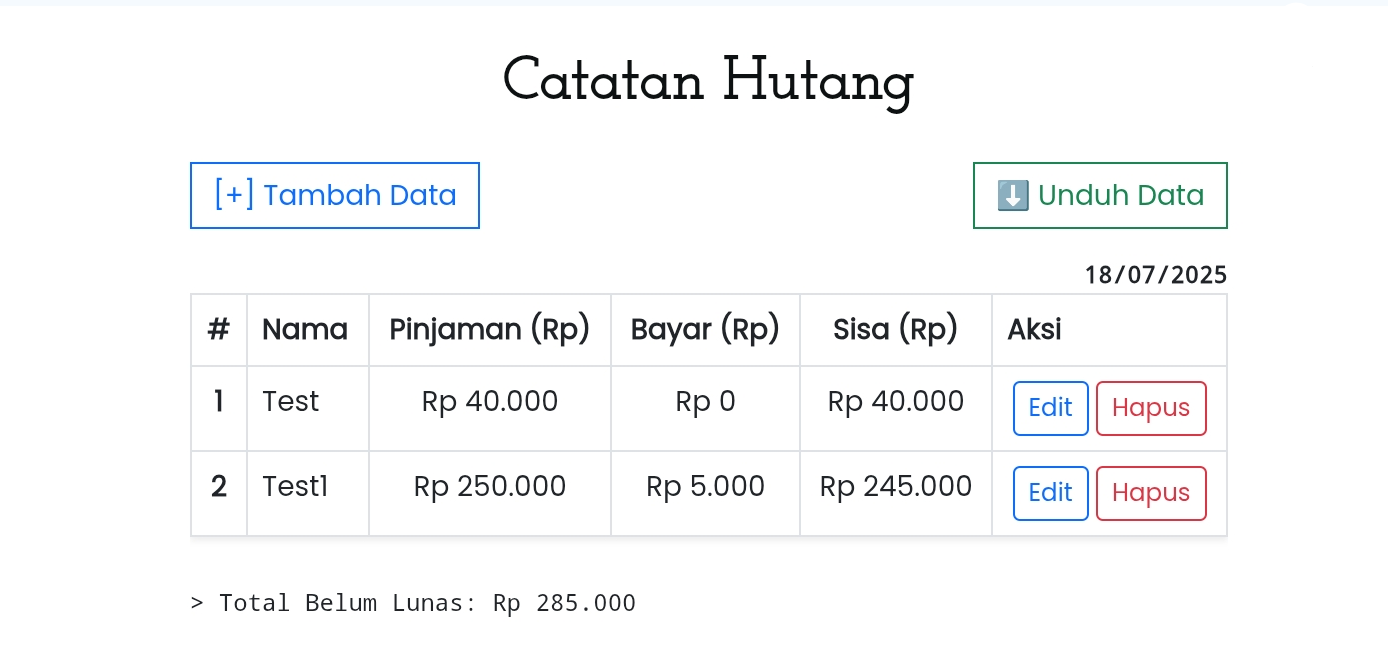 Catatan Hutang
[+] Tambah Data ⬇️ Unduh Data
18/07/2025
# Nama Pinjaman (Rp) Bayar (Rp) Sisa (Rp) Aksi
1 Test Rp 40.000 Rp 0 Rp 40.000 Edit Hapus
2 Test1 Rp 250.000 Rp 5.000 Rp 245.000 Edit Hapus
> Total Belum Lunas: Rp 285.000